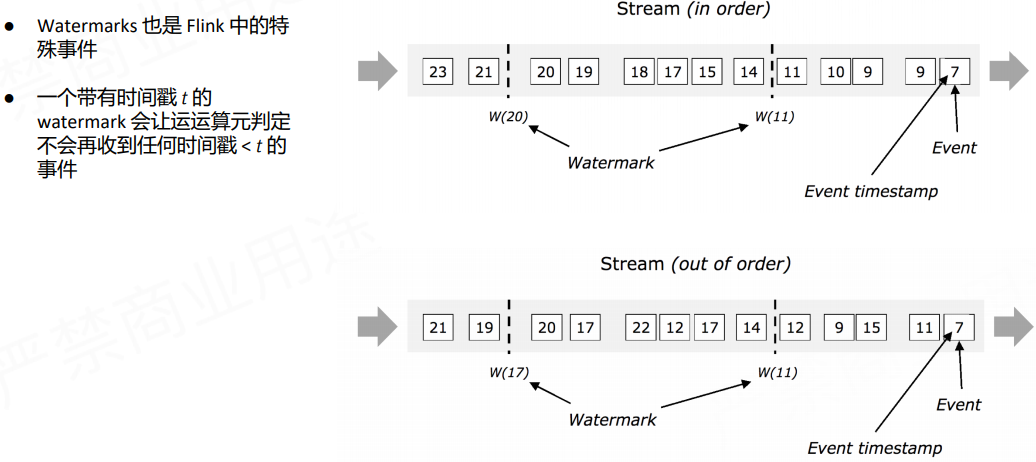 ● Watermarks 也是 Flink 中的特
殊事件
● 一个带有时间戳 t 的
watermark 会让运运算元判定
不会再收到任何时间戳 < t 的
事件
Stream (in order)
23 21 20 19 18 17 15 14 11 10 9 9 7
W(20) W(11)
Watermark
Event
Event timestamp
Stream (out of order)
21 19 20 17 22 12 17 14 12 9 15 11 7
W(17) W(11)
Watermark
Event
Event timestamp
严禁商业用途